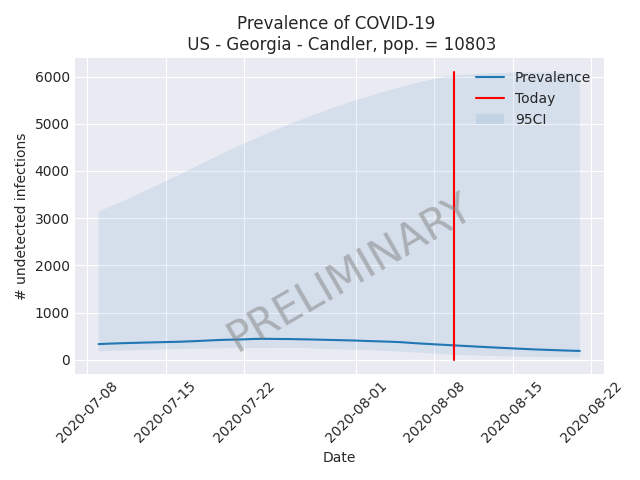 Prevalence of COVID-19
US - Georgia - Candler, pop. = 10803
# undetected infections
6000
5000
4000
3000
2000
1000
0
Prevalence
Today
95CI
PRELIMINARY
2020-07-08
2020-07-15
2020-07-22
2020-08-01
2020-08-08
2020-08-15
2020-08-22
Date